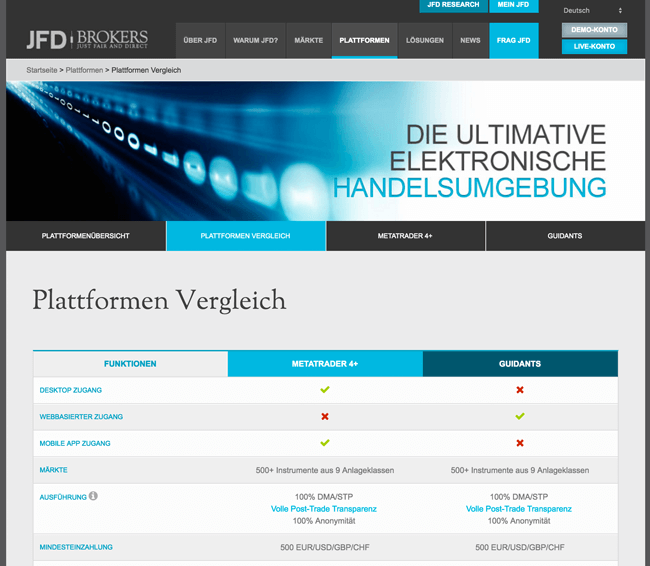 JFD RESEARCH MEIN JFD Deutsch
JFD BROKERS
JUST FAIR AND DIRECT
ÜBER JFD WARUM JFD? MÄRKTE PLATTFORMEN LÖSUNGEN NEWS FRAG JFD
DEMO-KONTO
LIVE-KONTO
Startseite > Plattformen > Plattformen Vergleich
DIE ULTIMATIVE
ELEKTRONISCHE
HANDELSUMGEBUNG
PLATTFORMENÜBERSICHT PLATTFORMEN VERGLEICH METATRADER 4+ GUIDANTS
Plattformen Vergleich
FUNKTIONEN METATRADER 4+ GUIDANTS
DESKTOP ZUGANG
WEBBASIERTER ZUGANG
MOBILE APP ZUGANG
MÄRKTE 500+ Instrumente aus 9 Anlageklassen 500+ Instrumente aus 9 Anlageklassen
AUSFÜHRUNG 100% DMA/STP 100% DMA/STP
Volle Post-Trade Transparenz Volle Post-Trade Transparenz
100% Anonymität 100% Anonymität
MINDESTEINZAHLUNG 500 EUR/USD/GBP/CHF 500 EUR/USD/GBP/CHF